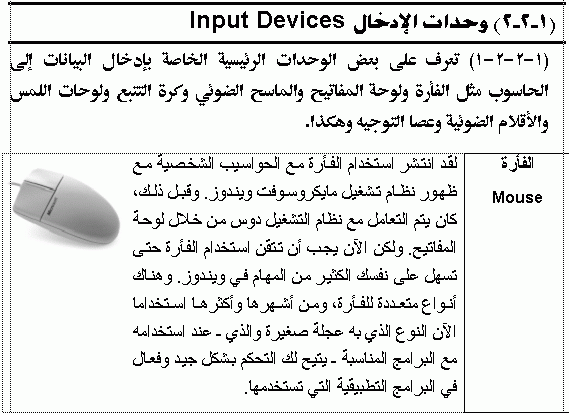 (١-٢-٢) وحدات الإدخال Input Devices
(١-٢-٢-١) تعرف على بعض الوحدات الرئيسية الخاصة بإدخال البيانات إلى
الحاسوب مثل الفأرة ولوحة المفاتيح والماسح الضوئي وكرة التتبع ولوحات اللمس
والأقلام الضوئية وعصا التوجيه وهكذا.
الفأرة
Mouse
لقد انتشر استخدام الفأرة مع الحواسيب الشخصية مع
ظهور نظام تشغيل مايكروسوفت ويندوز. وقبل ذلك،
كان يتم التعامل مع نظام التشغيل دوس من خلال لوحة
المفاتيح. ولكن الآن يجب أن تتقن استخدام الفأرة حتى
تسهل على نفسك الكثير من المهام في ويندوز. وهناك
أنواع متعددة للفأرة، ومن أشهرها وأكثرها استخداما
الآن النوع الذي به عجلة صغيرة والذي - عند استخدامه
مع البرامج المناسبة - يتيح لك التحكم بشكل جيد وفعال
في البرامج التطبيقية التي تستخدمها.